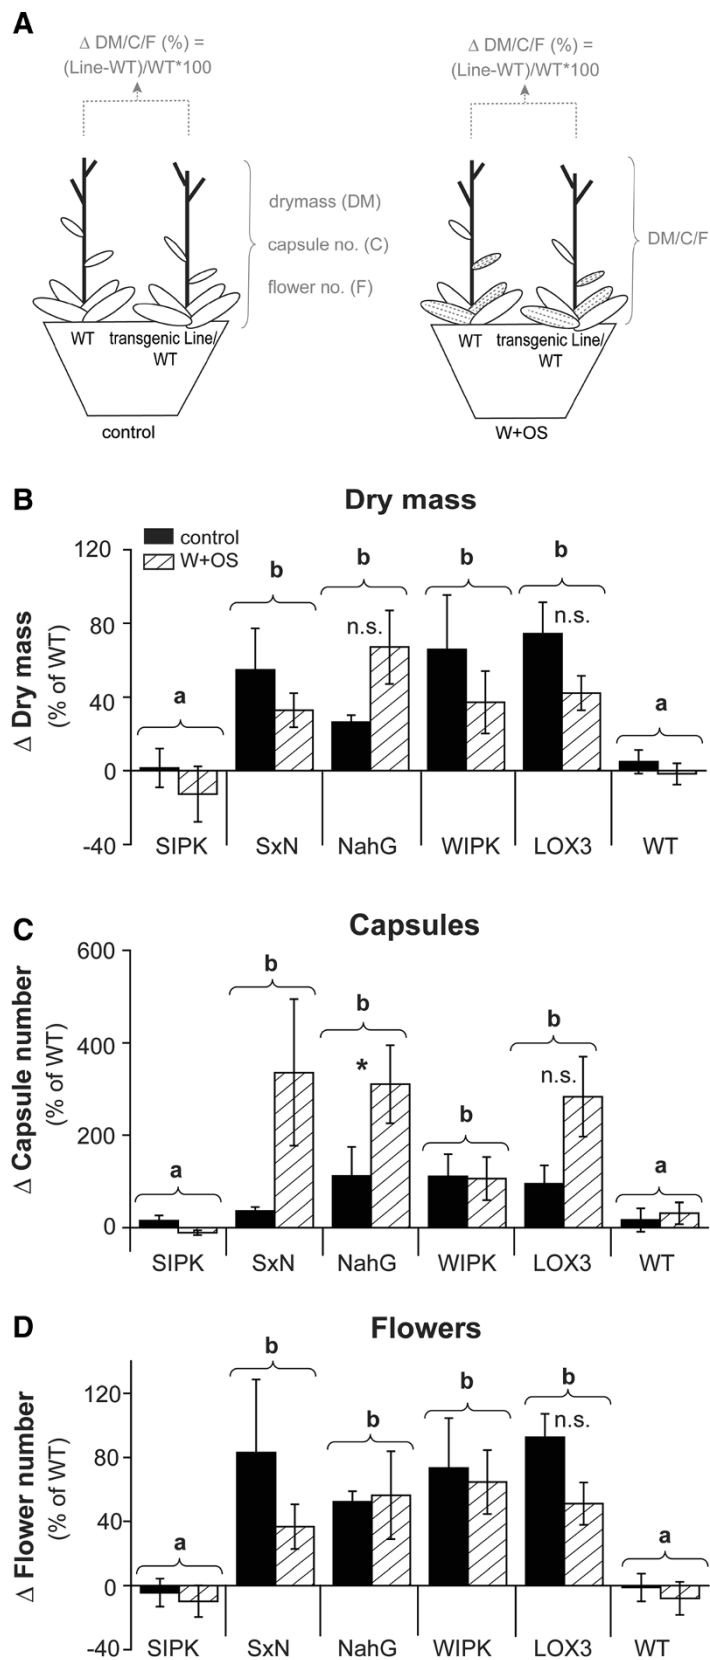 A
Δ DM/C/F (%) =
(Line-WT)/WT*100
Δ DM/C/F (%) =
(Line-WT)/WT*100
drymass (DM)
capsule no. (C)
flower no. (F)
DM/C/F
WT
transgenic Line/
WT
control
WT
transgenic Line/
WT
W+OS
B
Dry mass
control
W+OS
Δ Dry mass
(% of WT)
120
80
40
0
-40
a
b
b
n.s.
b
b
n.s.
a
SIPK
SxN
NahG
WIPK
LOX3
WT
C
Capsules
Δ Capsule number
(% of WT)
600
400
200
0
a
b
b
*
b
b
n.s.
a
SIPK
SxN
NahG
WIPK
LOX3
WT
D
Flowers
Δ Flower number
(% of WT)
120
80
40
0
-40
a
b
b
b
b
n.s.
a
SIPK
SxN
NahG
WIPK
LOX3
WT